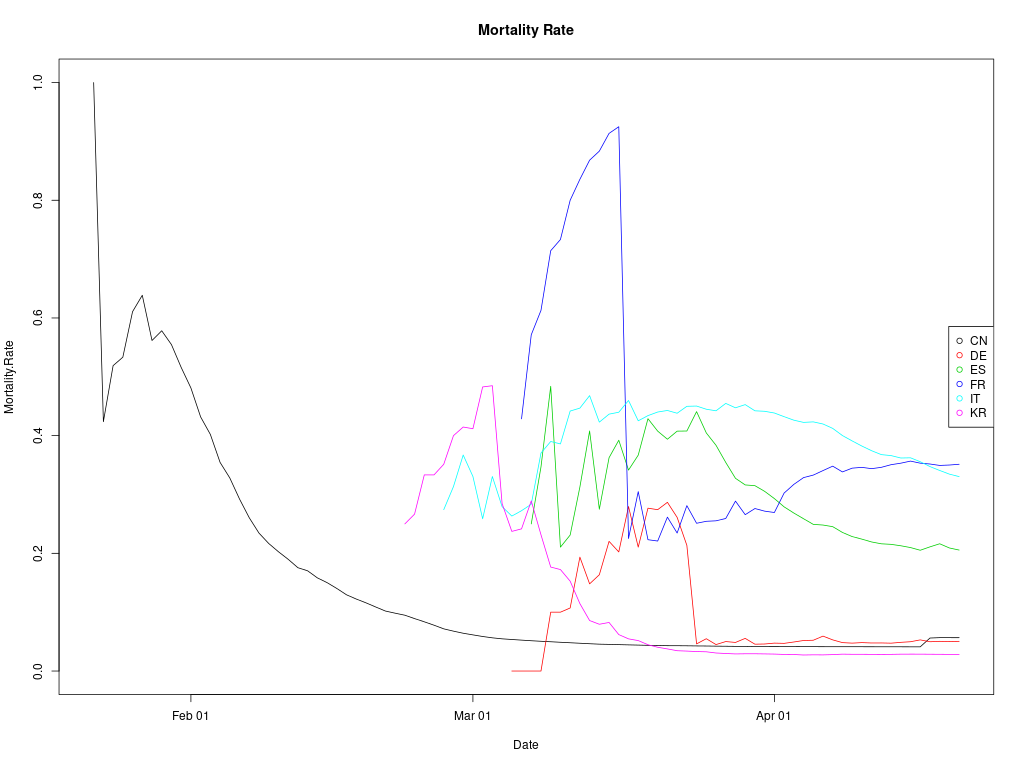 Mortality Rate
Mortality.Rate
1.0
0.8
0.6
0.4
0.2
0.0
CN
DE
ES
FR
IT
KR
Feb 01
Mar 01
Apr 01
Date